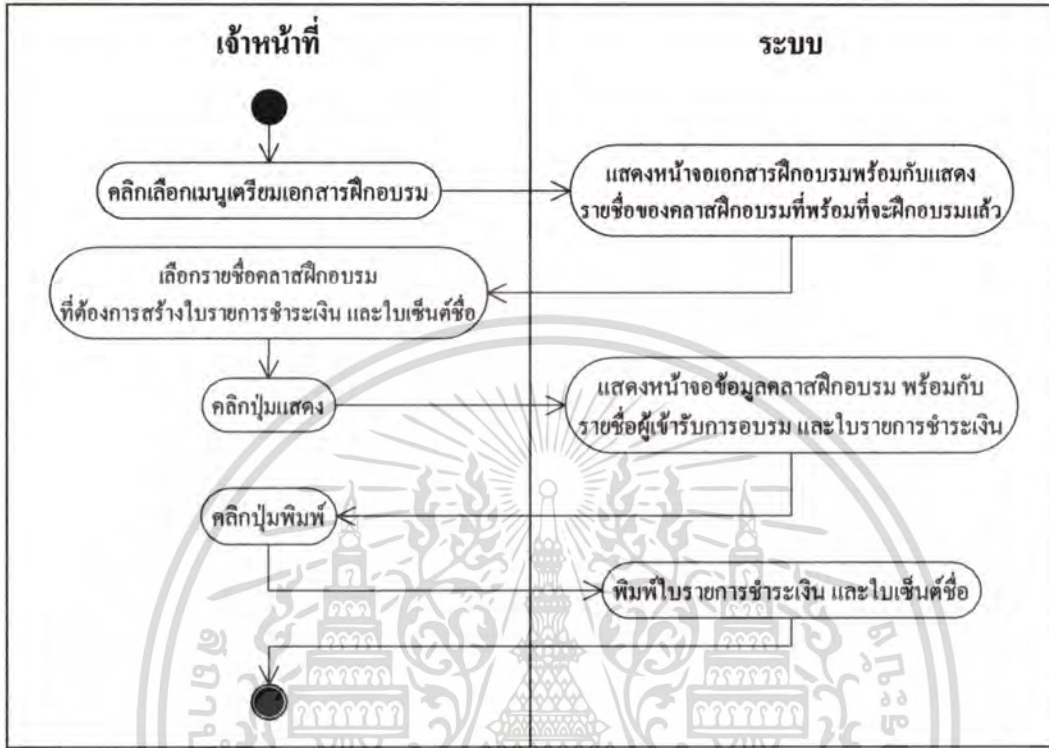 เจ้าหน้าที่
ระบบ
คลิกเลือกเมนูเตรียมเอกสารฝึกอบรม
แสดงหน้าจอเอกสารฝึกอบรมพร้อมกับแสดง
รายชื่อของคลาสฝึกอบรมที่พร้อมที่จะฝึกอบรมแล้ว
เลือกรายชื่อคลาสฝึกอบรม
ที่ต้องการสร้างใบรายการชำระเงิน และใบเซ็นต์ชื่อ
คลิกปุ่มแสดง
แสดงหน้าจอข้อมูลคลาสฝึกอบรม พร้อมกับ
รายชื่อผู้เข้ารับการอบรม และใบรายการชำระเงิน
คลิกปุ่มพิมพ์
พิมพ์ใบรายการชำระเงิน และใบเซ็นต์ชื่อ